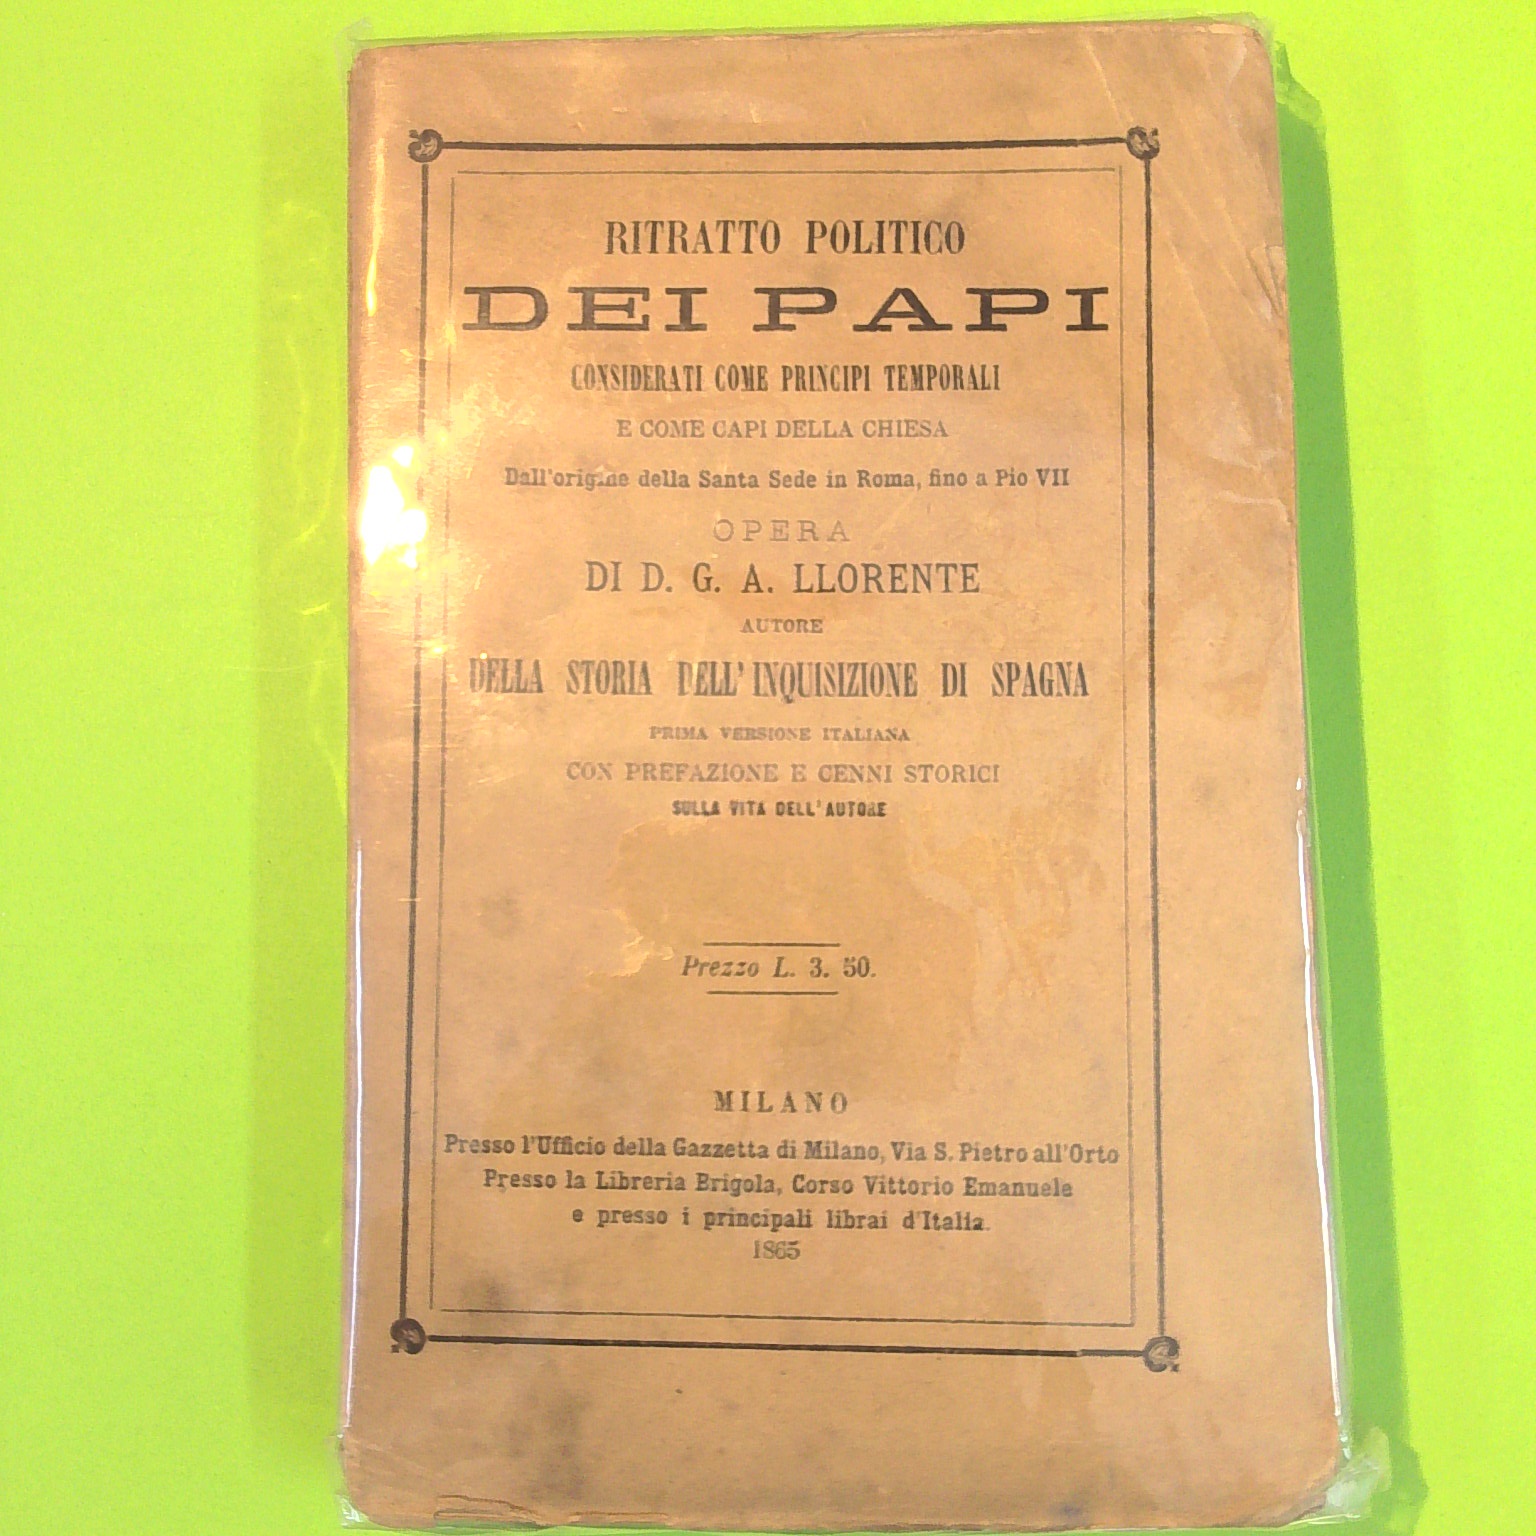 RITRATTO POLITICO
DEI PAPI
CONSIDERATI COME PRINCIPI TEMPORALI
E COME CAPI DELLA CHIESA
Dall'origine della Santa Sede in Roma, fino a Pio VII
OPERA
DI D. G. A. LLORENTE
AUTORE
DELLA STORIA DELL'INQUISIZIONE DI SPAGNA
PRIMA VERSIONE ITALIANA
CON PREFAZIONE E CENNI STORICI
SULLA VITA DELL'AUTORE
Prezzo L. 3. 50.
MILANO
Presso l'Ufficio della Gazzetta di Milano, Via S. Pietro all'Orto
Presso la Libreria Brigola, Corso Vittorio Emanuele
e presso i principali librai d'Italia.
1865